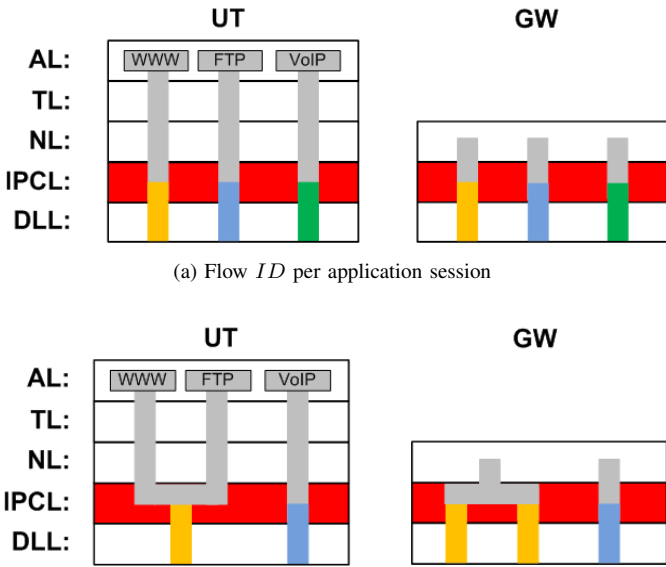 UT GW
AL: WWW FTP VoIP
TL:
NL:
IPCL:
DLL:
(a) Flow ID per application session
UT GW
AL: WWW FTP VoIP
TL:
NL:
IPCL:
DLL: